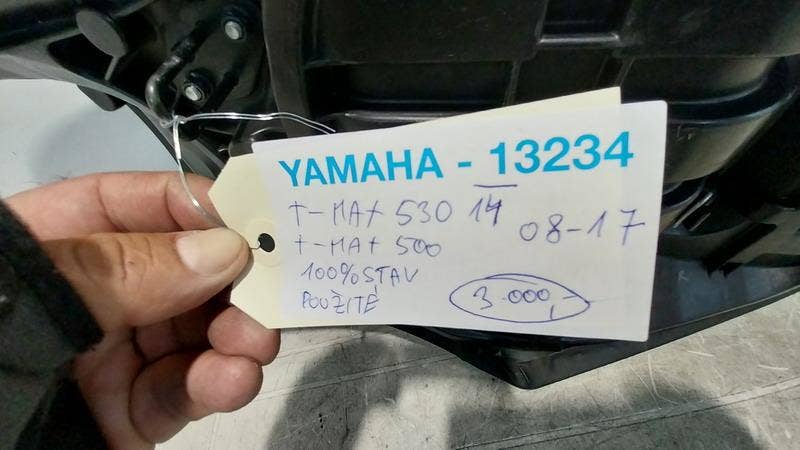 YAMAHA - 13234
T-MAX 530 14
08-17
T-MAX 500
100% STAV
POUŽITÉ
3.000,-